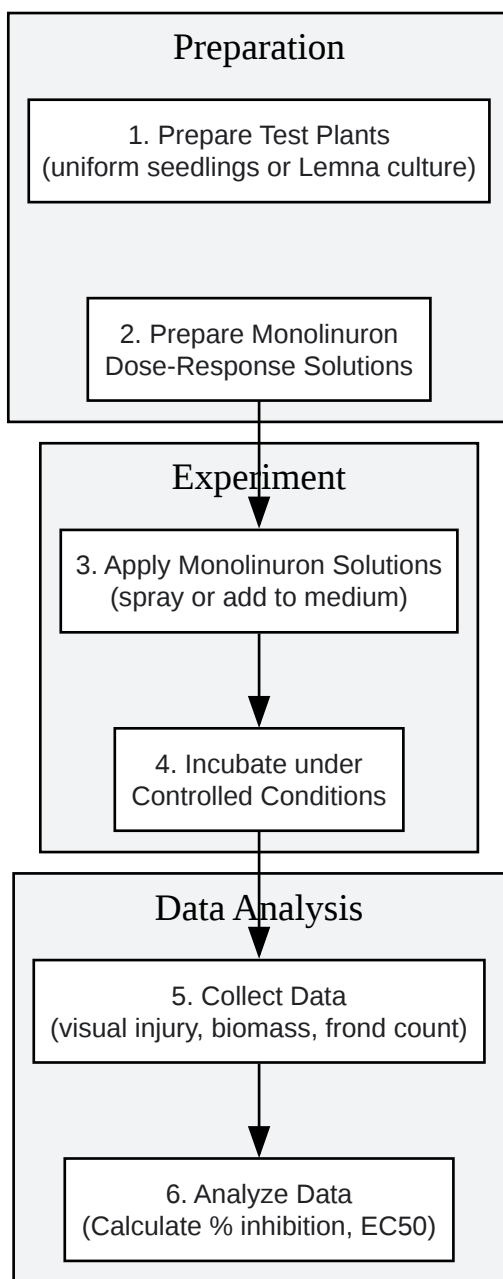 Preparation
1. Prepare Test Plants
(uniform seedlings or Lemna culture)
2. Prepare Monolinuron
Dose-Response Solutions
Experiment
3. Apply Monolinuron Solutions
(spray or add to medium)
4. Incubate under
Controlled Conditions
Data Analysis
5. Collect Data
(visual injury, biomass, frond count)
6. Analyze Data
(Calculate % inhibition, EC50)